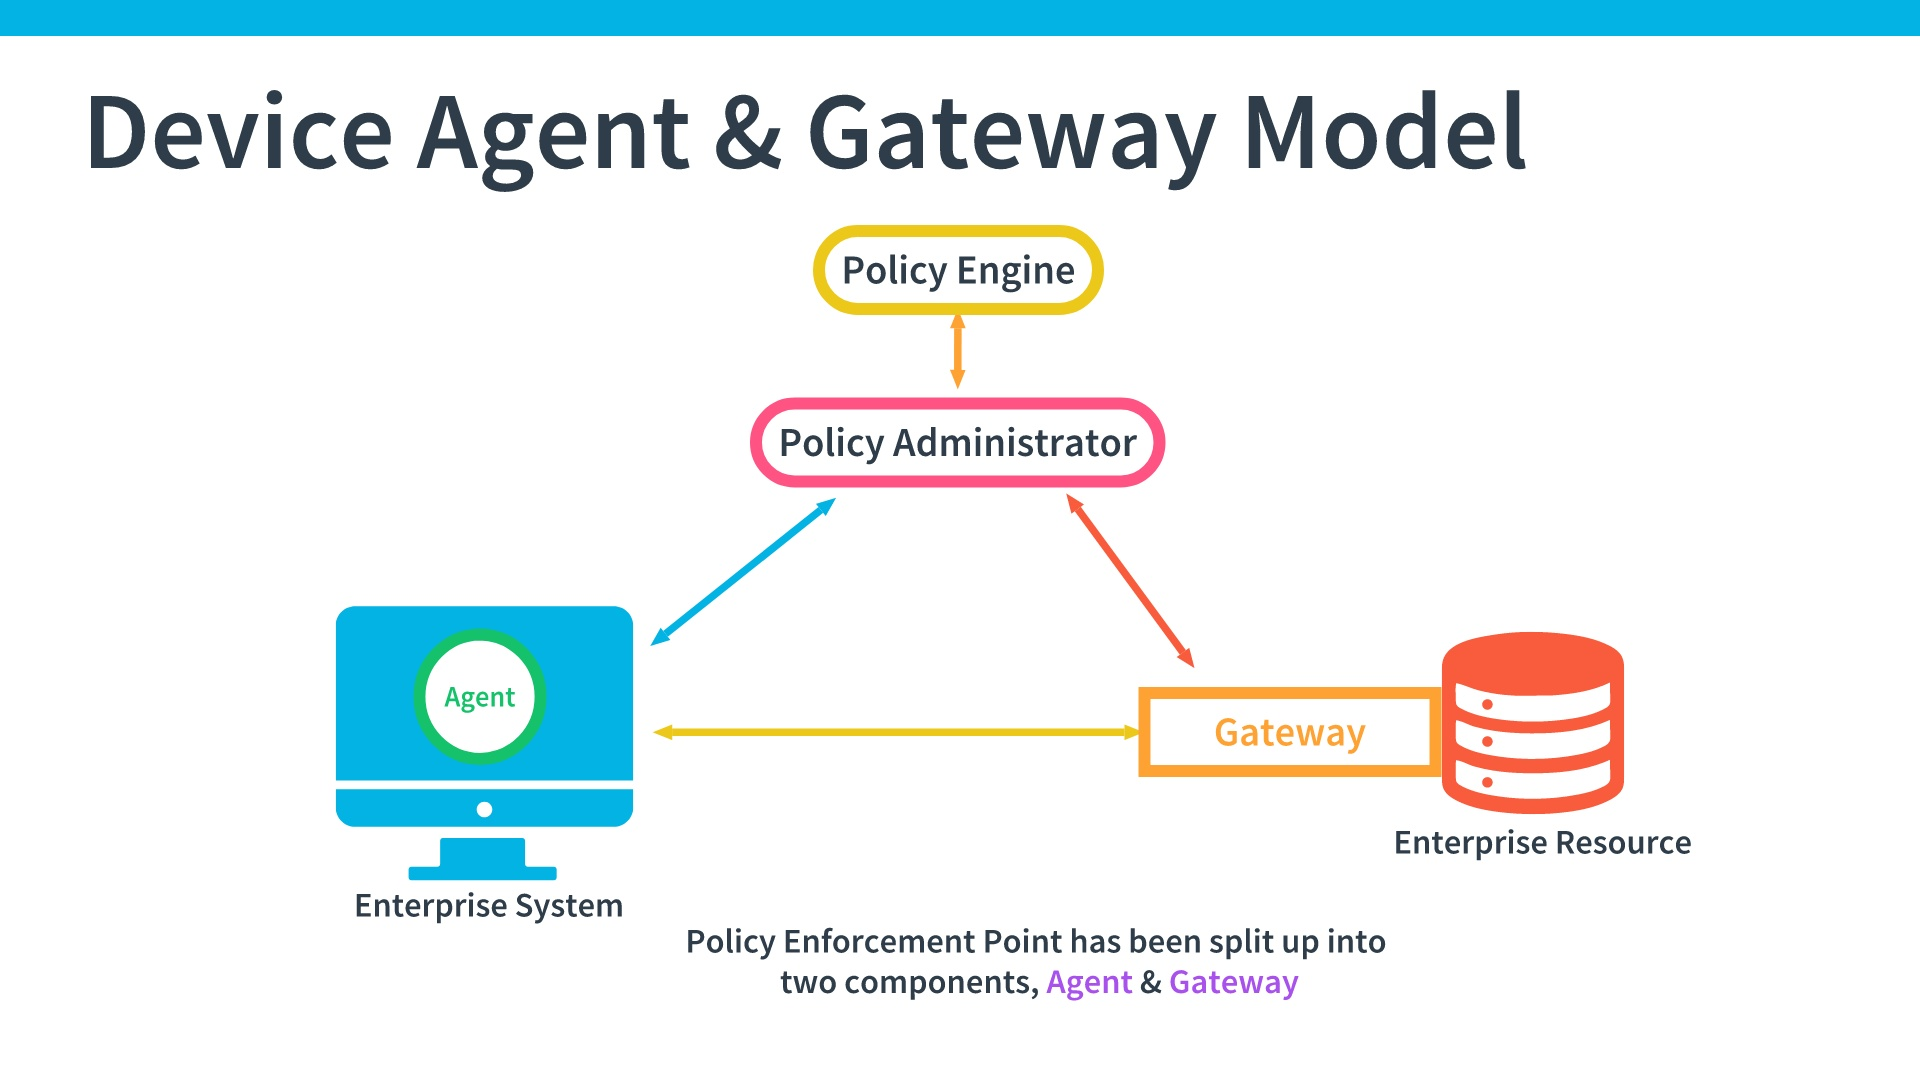 Device Agent & Gateway Model
Policy Engine
Policy Administrator
Agent
Gateway
Enterprise Resource
Enterprise System
Policy Enforcement Point has been split up into
two components, Agent & Gateway